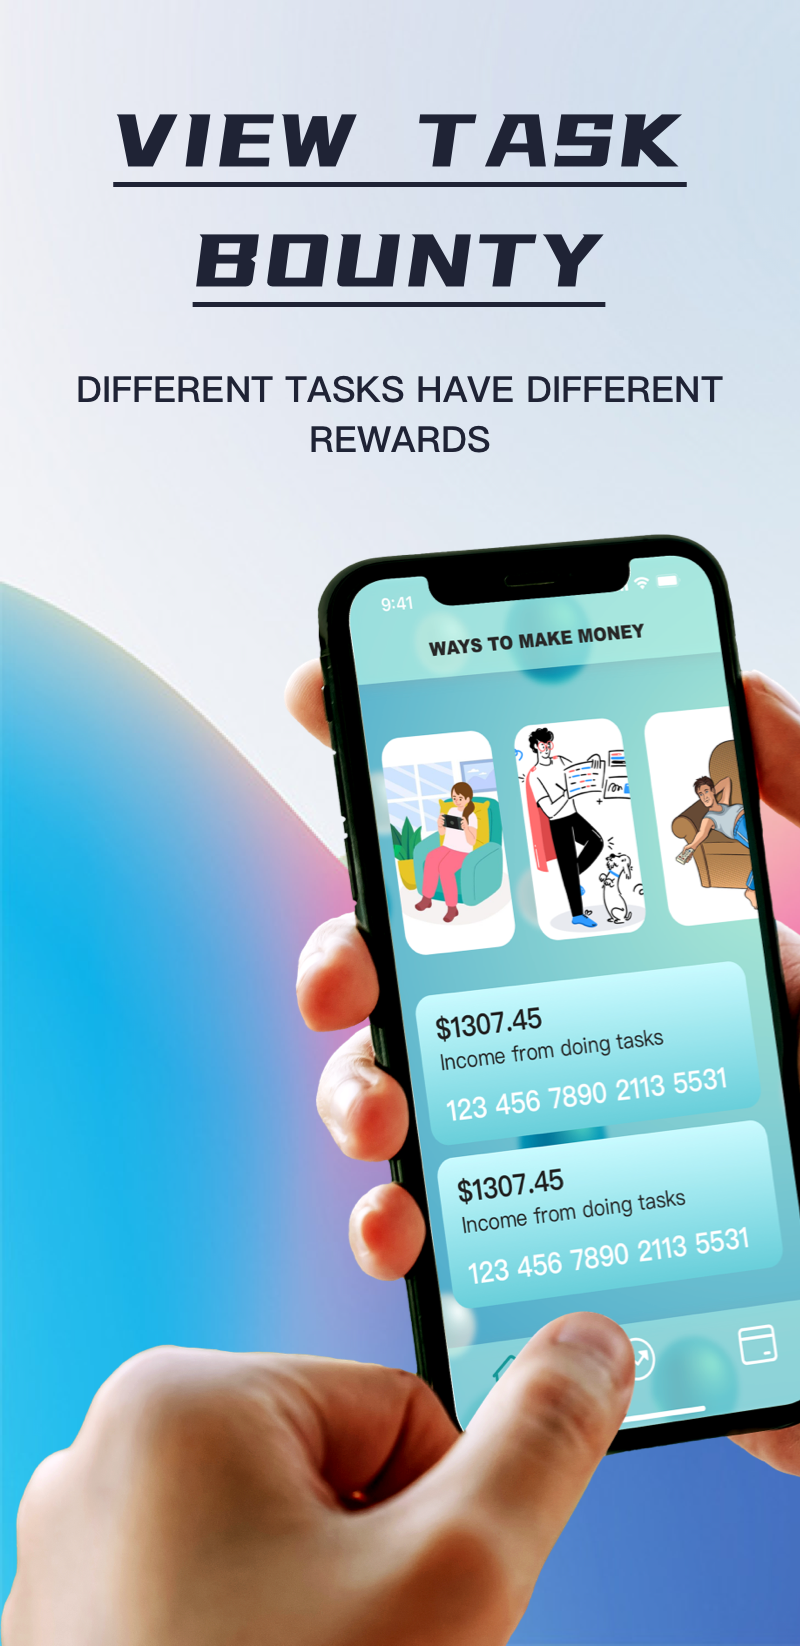 VIEW TASK
BOUNTY
DIFFERENT TASKS HAVE DIFFERENT
REWARDS
9:41
WAYS TO MAKE MONEY
$1307.45
Income from doing tasks
123 456 7890 2113 5531
$1307.45
Income from doing tasks
123 456 7890 2113 5531